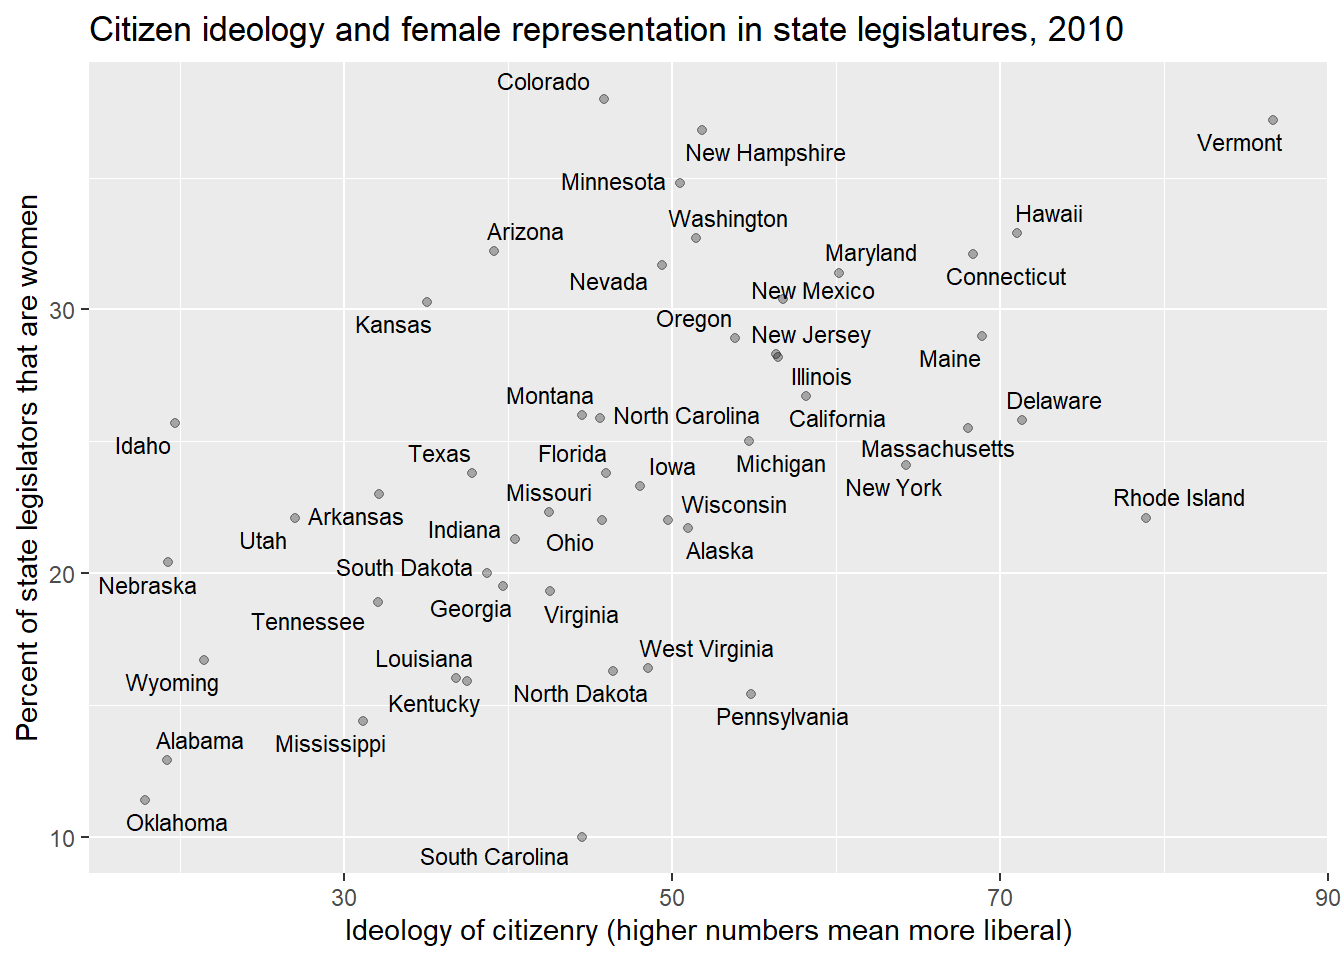 Citizen ideology and female representation in state legislatures, 2010
Percent of state legislators that are women
30
20
10
Colorado
Vermont
New Hampshire
Minnesota
Hawaii
Washington
Arizona
Maryland
Connecticut
Nevada
New Mexico
Oregon
Kansas
New Jersey
Maine
Illinois
Montana
Delaware
North Carolina
California
Idaho
Massachusetts
Texas
Florida
Michigan
Iowa
New York
Missouri
Rhode Island
Wisconsin
Arkansas
Indiana
Utah
Ohio
Alaska
South Dakota
Nebraska
Georgia
Virginia
Tennessee
West Virginia
Louisiana
Wyoming
North Dakota
Kentucky
Pennsylvania
Alabama
Mississippi
Oklahoma
South Carolina
30
50
70
90
Ideology of citizenry (higher numbers mean more liberal)